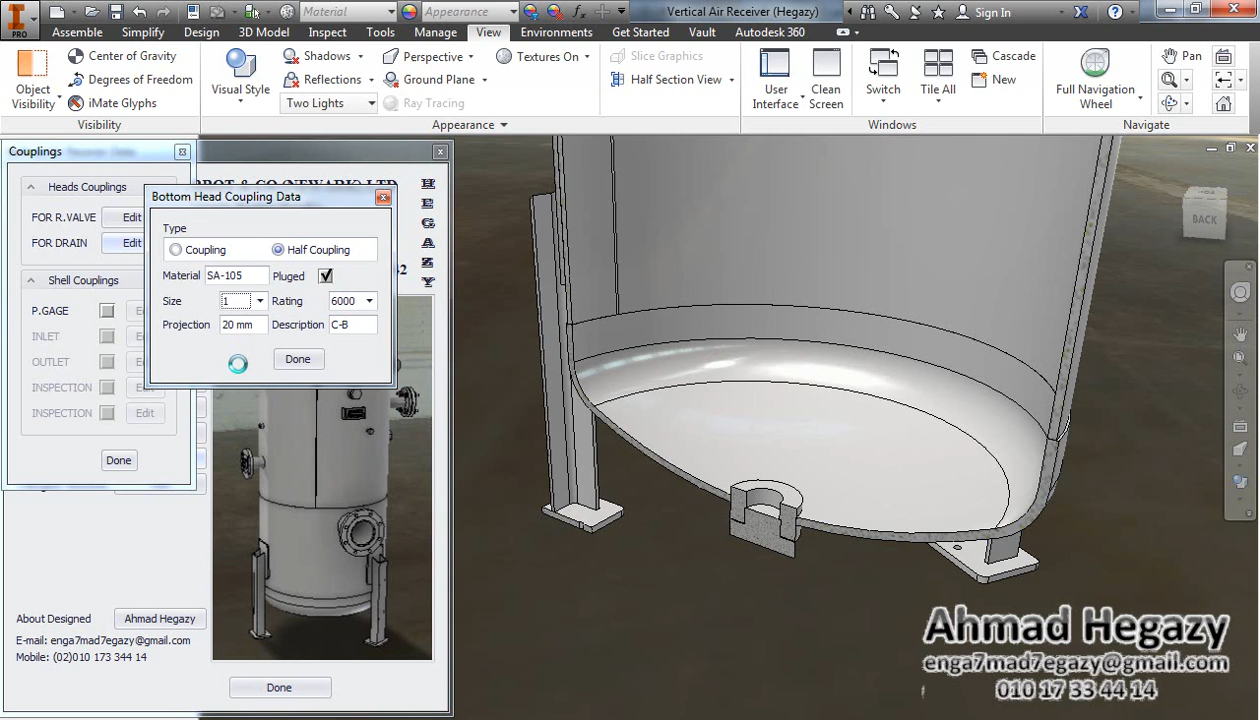 Material
Appearance
Vertical Air Receiver (Hegazy)
Sign In
PRO
Assemble
Simplify
Design
3D Model
Inspect
Tools
Manage
View
Environments
Get Started
Vault
Autodesk 360
Object
Visibility
Center of Gravity
Degrees of Freedom
iMate Glyphs
Visibility
Visual Style
Shadows
Reflections
Two Lights
Perspective
Ground Plane
Ray Tracing
Textures On
Slice Graphics
Half Section View
Appearance
User
Interface
Clean
Screen
Switch
Tile All
Cascade
New
Windows
Full Navigation
Wheel
Pan
Navigate
Couplings
Heads Couplings
FOR R.VALVE
Edit
FOR DRAIN
Edit
Shell Couplings
P.GAGE
INLET
OUTLET
INSPECTION
INSPECTION
Edit
Done
Bottom Head Coupling Data
Type
Coupling
Half Coupling
Material
SA-105
Pluged
Size
1
Rating
6000
Projection
20 mm
Description
C-B
Done
H
E
G
A
Z
Y
BACK
About Designed
Ahmad Hegazy
E-mail: enga7mad7egazy@gmail.com
Mobile: (02)010 173 344 14
Done
Ahmad Hegazy
enga7mad7egazy@gmail.com
010 17 33 44 14